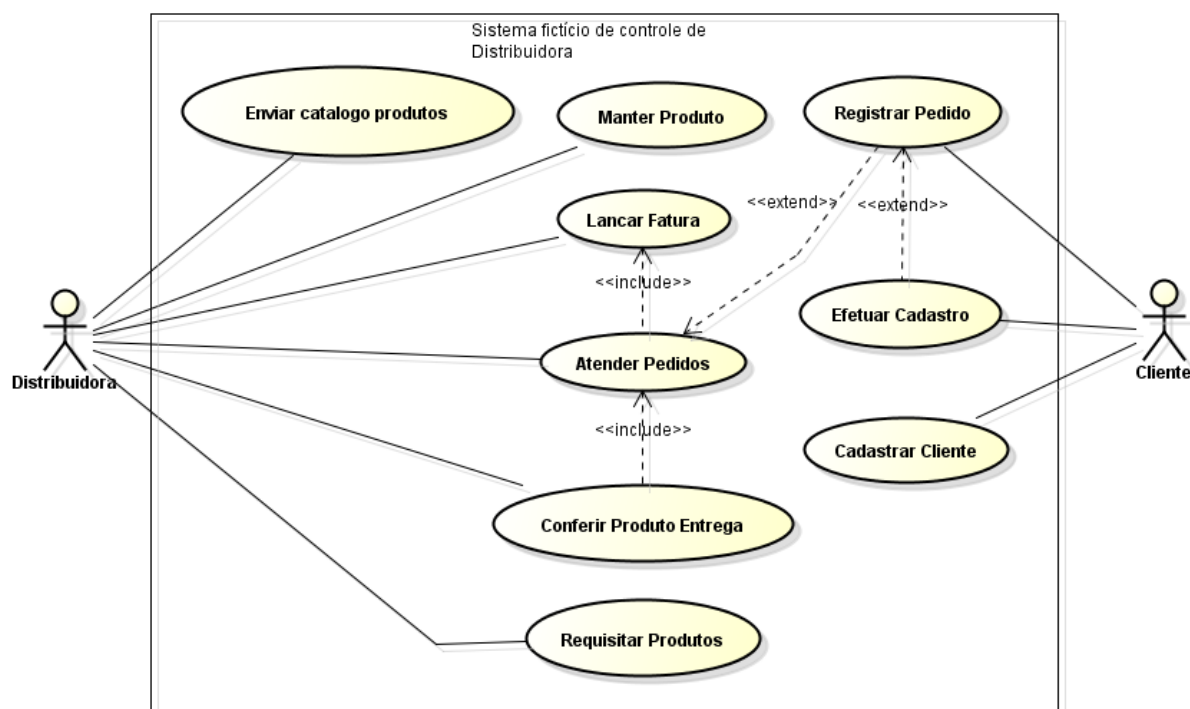 Sistema fictício de controle de
Distribuidora
Enviar catalogo produtos
Manter Produto
Registrar Pedido
<<extend>>
<<extend>>
Lancar Fatura
<<include>>
Efetuar Cadastro
Atender Pedidos
Distribuidora
Cliente
<<include>>
Cadastrar Cliente
Conferir Produto Entrega
Requisitar Produtos